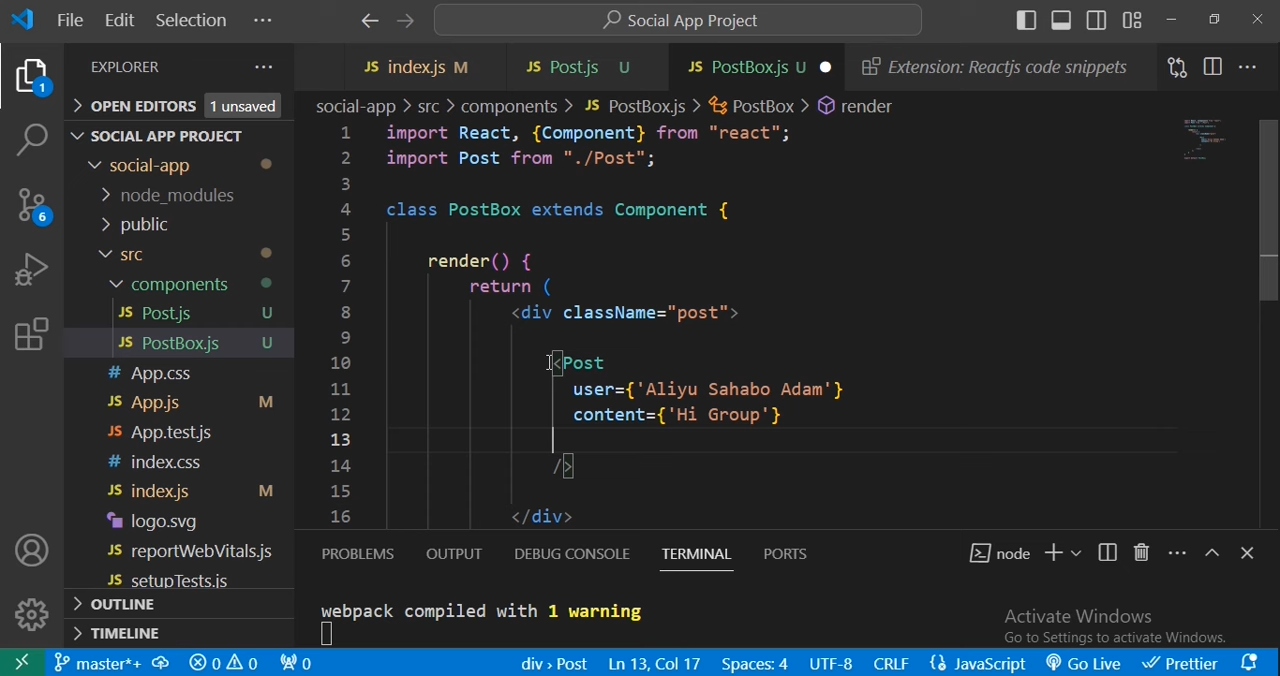 File Edit Selection ··· Social App Project
EXPLORER ···
JS index.js M JS Post.js U JS PostBox.js U Extension: Reactjs code snippets ···
OPEN EDITORS 1 unsaved
social-app > src > components > JS PostBox.js > PostBox > render
SOCIAL APP PROJECT
social-app
node_modules
public
src
components
JS Post.js U
JS PostBox.js U
# App.css
JS App.js M
JS App.test.js
# index.css
JS index.js M
logo.svg
JS reportWebVitals.js
JS setupTests.js
OUTLINE
TIMELINE
1
6
1 import React, {Component} from "react";
2 import Post from "./Post";
3
4 class PostBox extends Component {
5
6 render() {
7 return (
8 <div className="post">
9
10 <Post
11 user={'Aliyu Sahabo Adam'}
12 content={'Hi Group'}
13
14 />
15
16 </div>
PROBLEMS OUTPUT DEBUG CONSOLE TERMINAL PORTS node ···
webpack compiled with 1 warning
Activate Windows
Go to Settings to activate Windows.
master*+ 0 0 0 div > Post Ln 13, Col 17 Spaces: 4 UTF-8 CRLF {} JavaScript Go Live Prettier